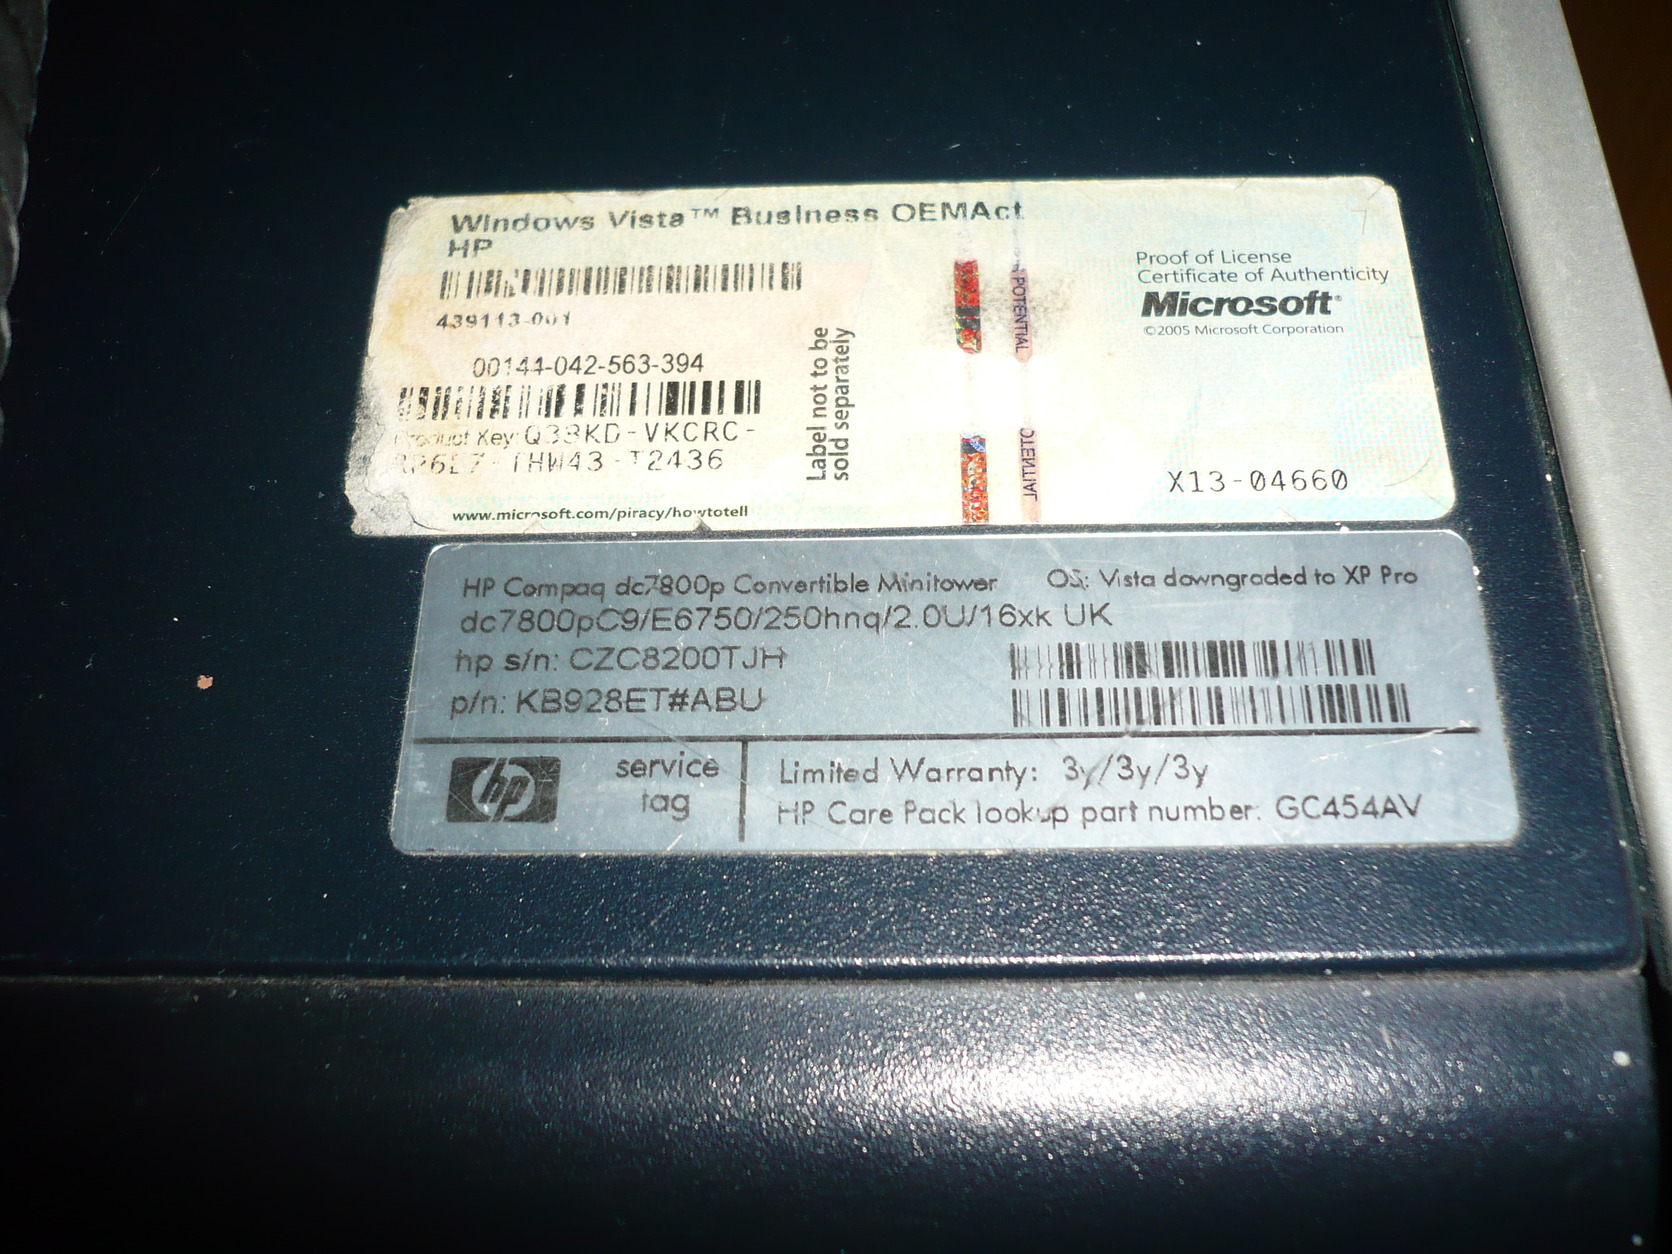 Windows Vista™ Business OEMAct
HP
439113-001
00144-042-563-394
Product Key:
www.microsoft.com/piracy/howtotell
Label not to be
sold separately
POTENTIAL
Proof of License
Certificate of Authenticity
Microsoft®
©2005 Microsoft Corporation
X13-04660
HP Compaq dc7800p Convertible Minitower OS: Vista downgraded to XP Pro
dc7800pC9/E6750/250hnq/2.0U/16xk UK
hp s/n: CZC8200TJH
p/n: KB928ET#ABU
hp
service
tag
Limited Warranty: 3y/3y/3y
HP Care Pack lookup part number: GC454AV